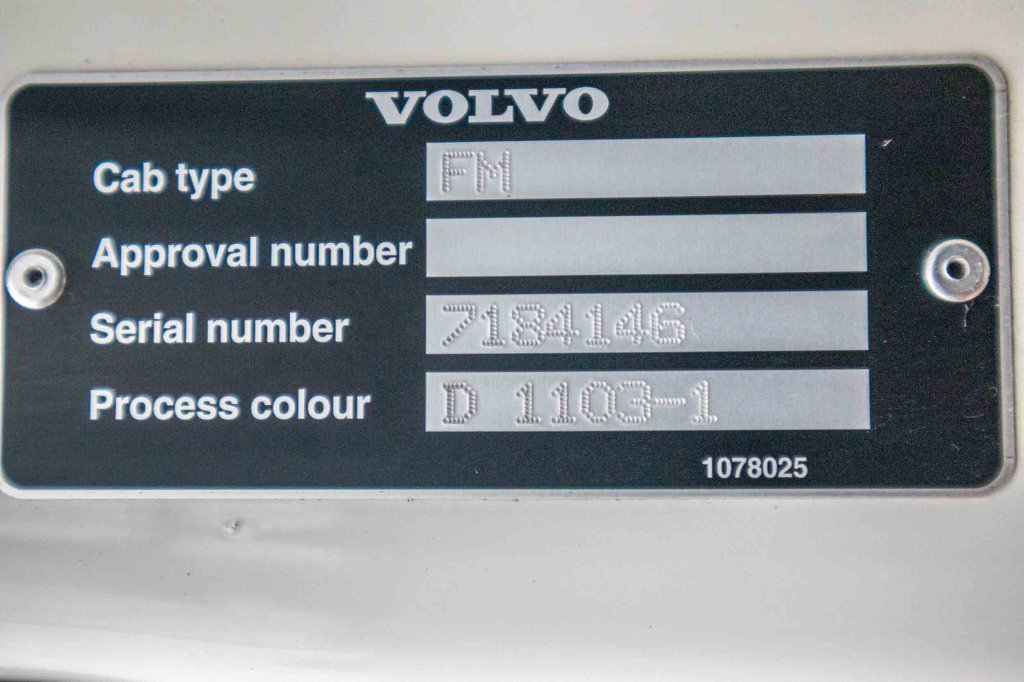 VOLVO
Cab type FM
Approval number
Serial number 7184146
Process colour D 1103-1
1078025